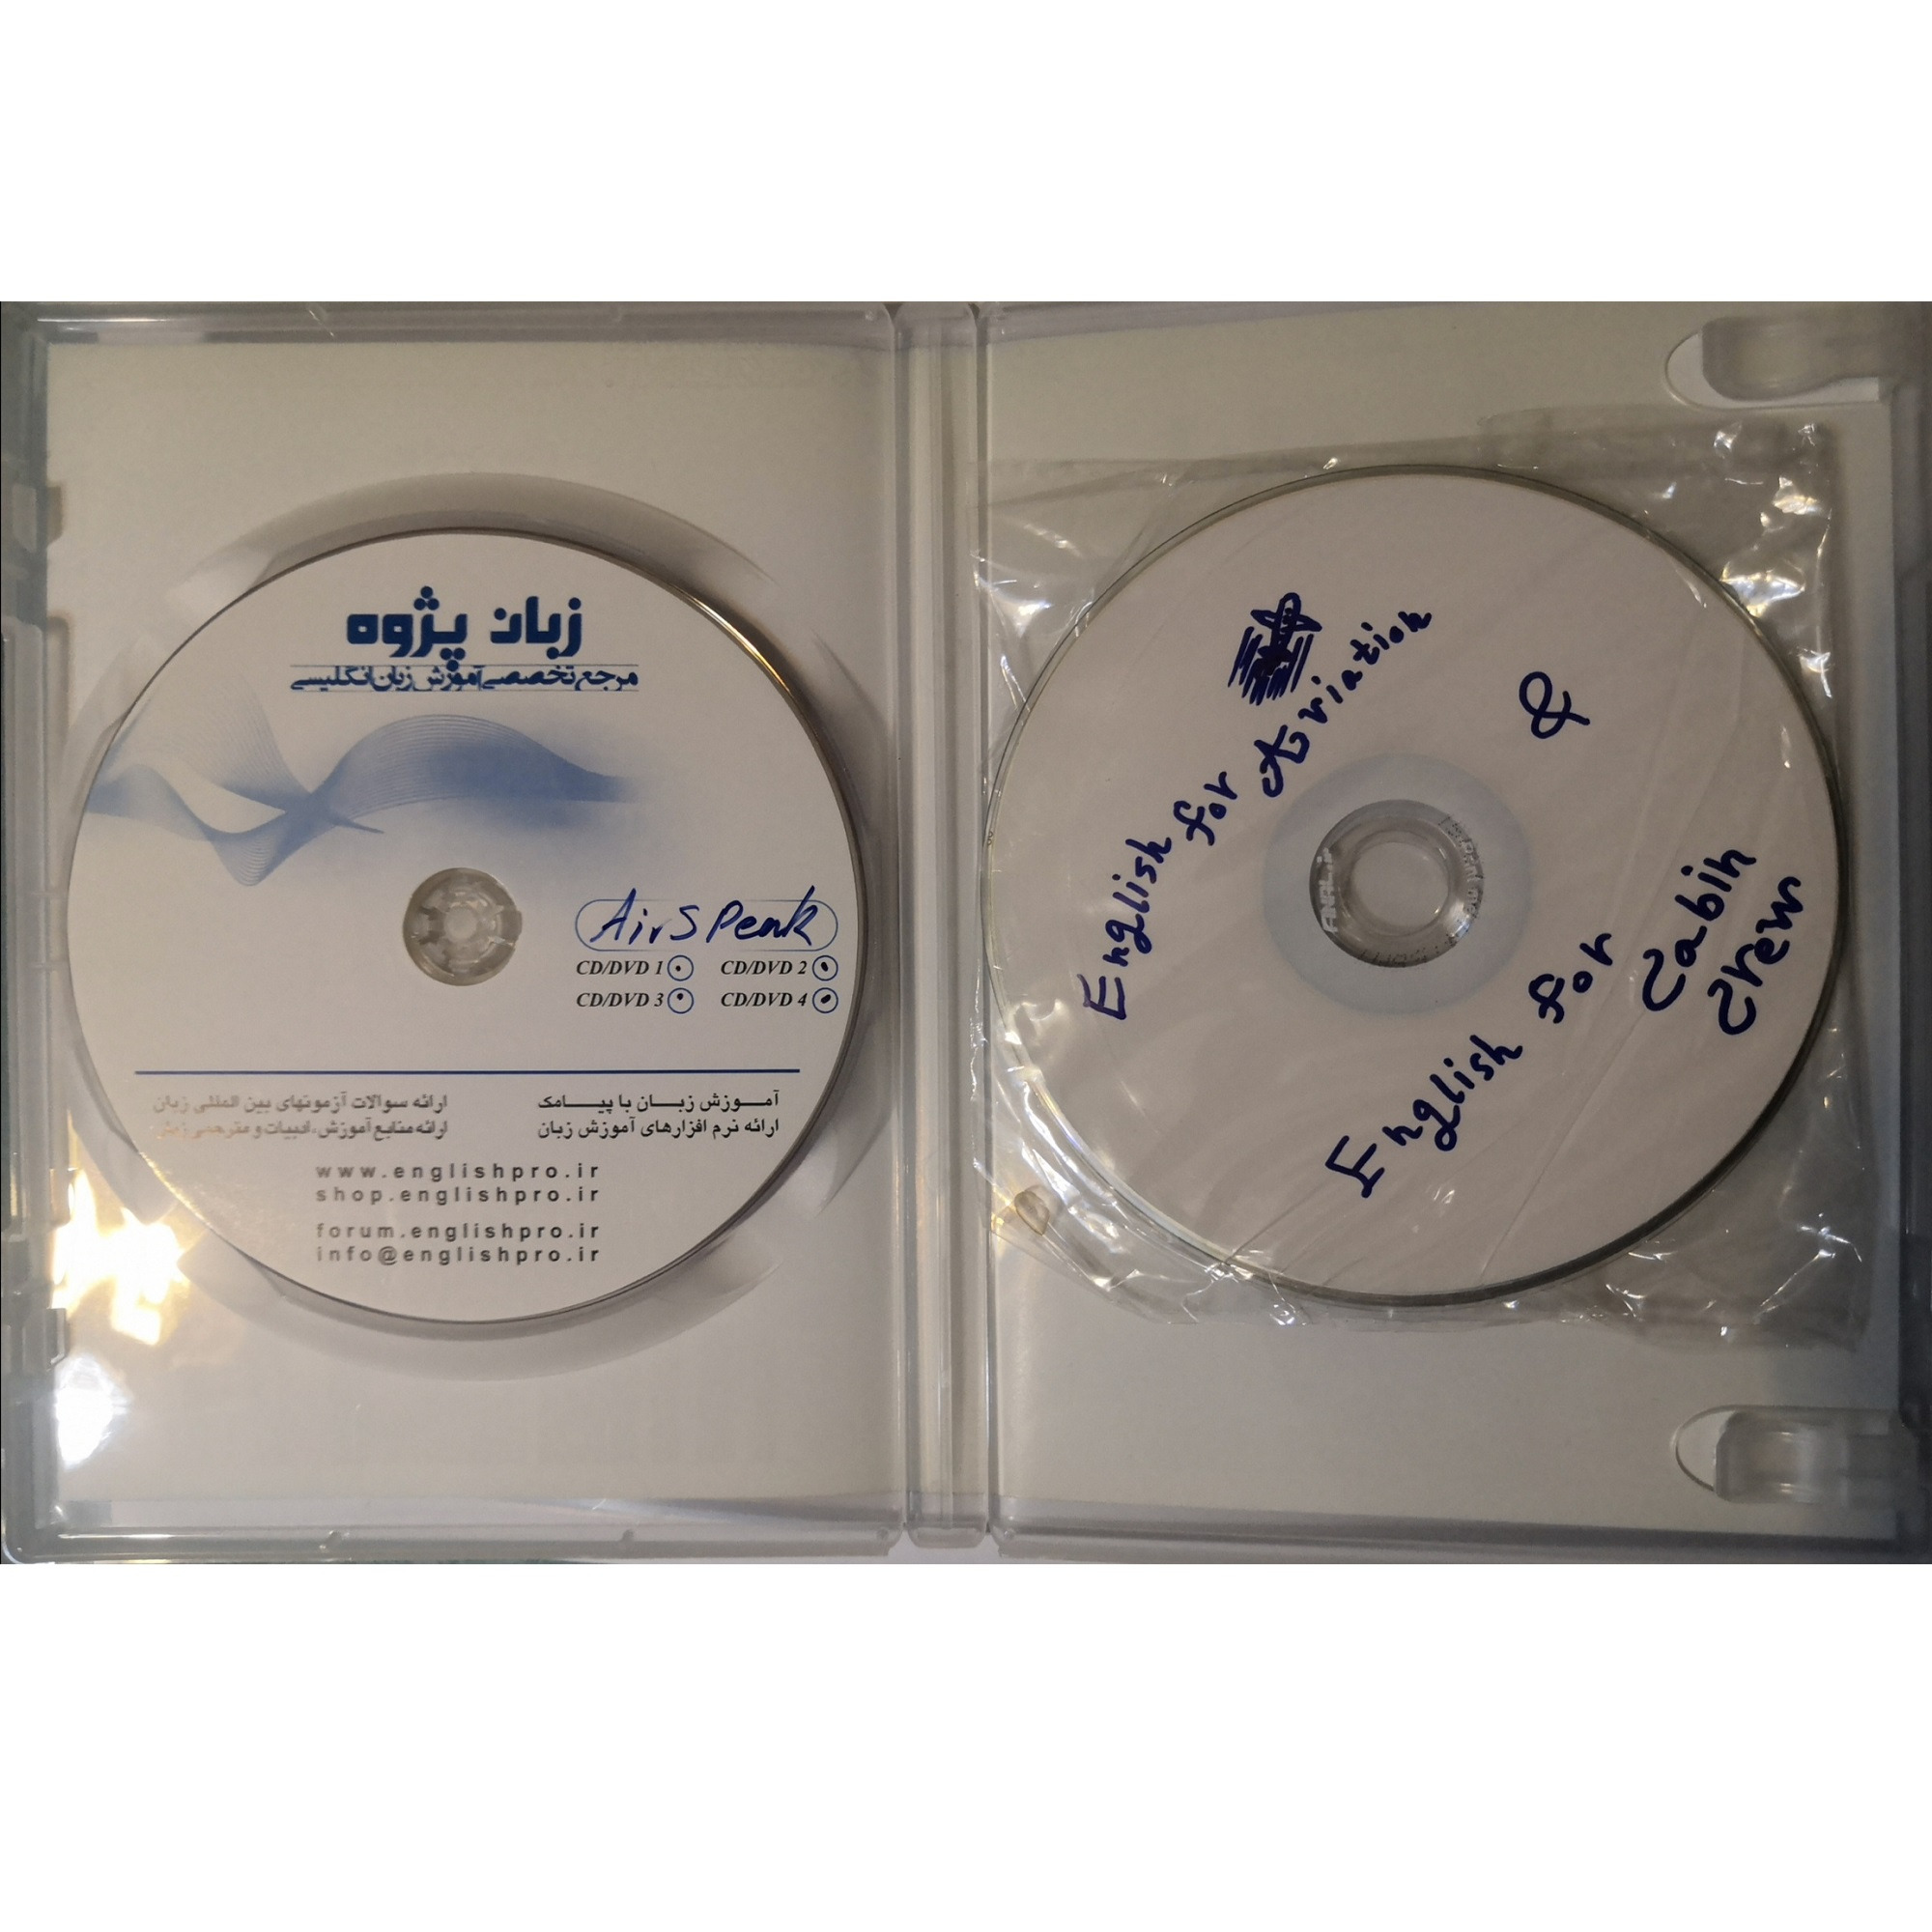 زبان پژوه
مرجع تخصصی آموزش زبان انگلیسی
AirSpeak
CD/DVD 1 CD/DVD 2
CD/DVD 3 CD/DVD 4
آمـوزش زبـان با پیـامک ارائه سوالات آزمونهای بین المللی زبان
ارائه نرم افزارهای آموزش زبان ارائه منابع آموزش، ادبیات و مترجمی زبان
www.englishpro.ir
shop.englishpro.ir
forum.englishpro.ir
info@englishpro.ir
English for Aviation
&
English for Cabin
Crew